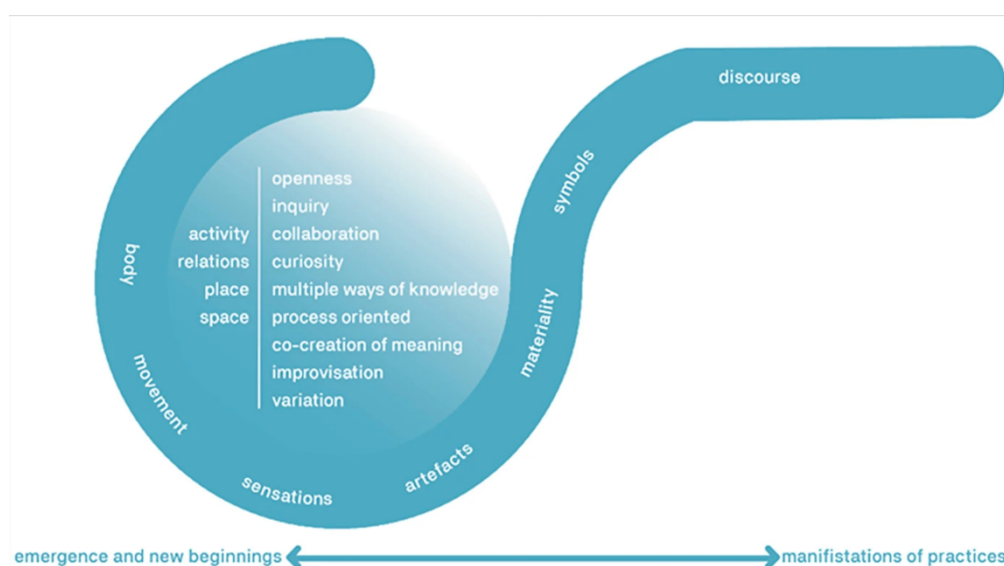 discourse
symbols
materiality
artefacts
sensations
movement
body
activity
relations
place
space
openness
inquiry
collaboration
curiosity
multiple ways of knowledge
process oriented
co-creation of meaning
improvisation
variation
emergence and new beginnings
manifistations of practices